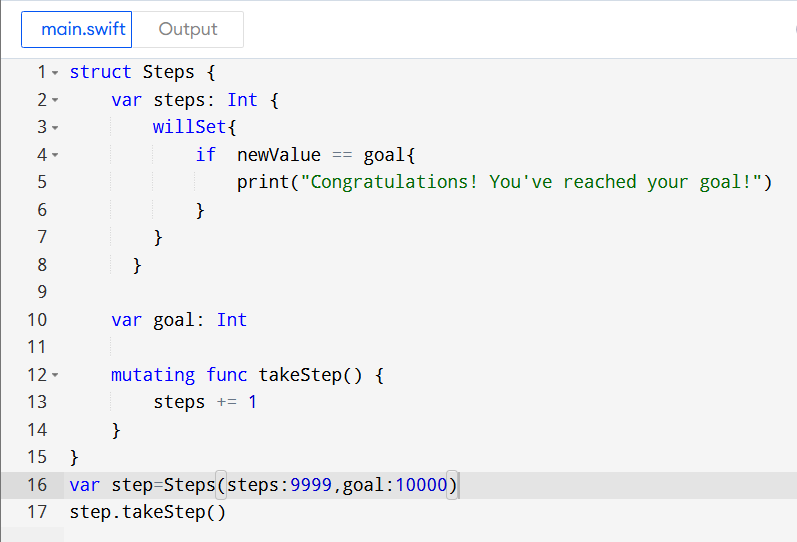 main.swift Output
1 struct Steps {
2     var steps: Int {
3         willSet{
4             if  newValue == goal{
5                 print("Congratulations! You've reached your goal!")
6             }
7         }
8       }
9
10     var goal: Int
11
12     mutating func takeStep() {
13         steps += 1
14     }
15 }
16 var step=Steps(steps:9999,goal:10000)
17 step.takeStep()